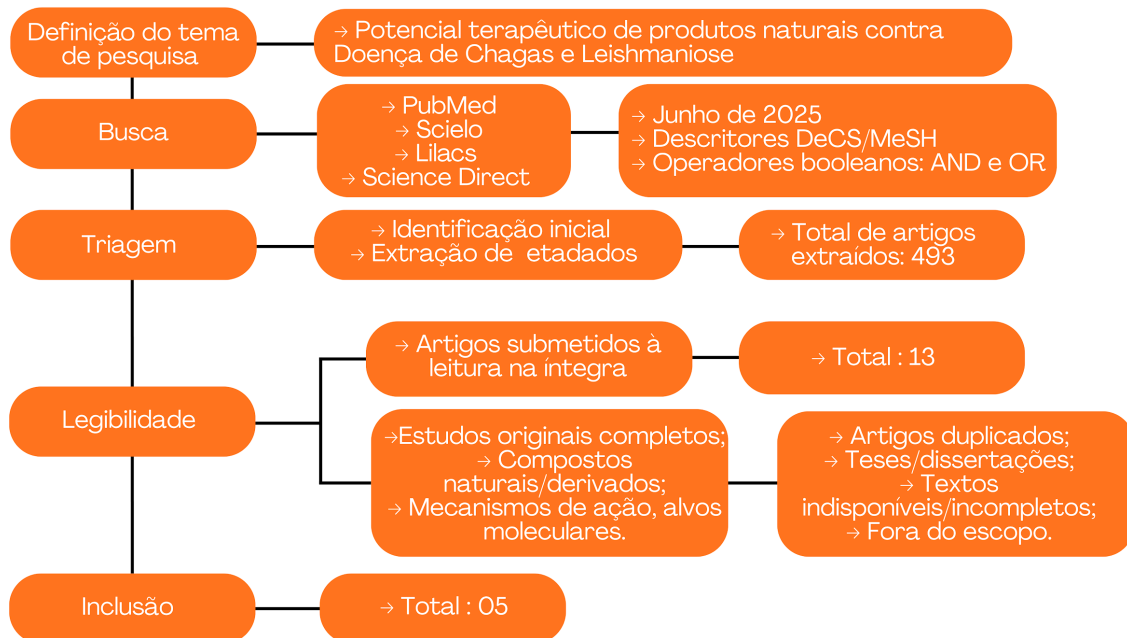 Definição do tema
de pesquisa
→ Potencial terapêutico de produtos naturais contra
Doença de Chagas e Leishmaniose
Busca
→ PubMed
→ Scielo
→ Lilacs
→ Science Direct
→ Junho de 2025
→ Descritores DeCS/MeSH
→ Operadores booleanos: AND e OR
Triagem
→ Identificação inicial
→ Extração de  etadados
→ Total de artigos
extraídos: 493
Legibilidade
→ Artigos submetidos à
leitura na íntegra
→ Total : 13
→Estudos originais completos;
→ Compostos
naturais/derivados;
→ Mecanismos de ação, alvos
moleculares.
→ Artigos duplicados;
→ Teses/dissertações;
→ Textos
indisponíveis/incompletos;
→ Fora do escopo.
Inclusão
→ Total : 05